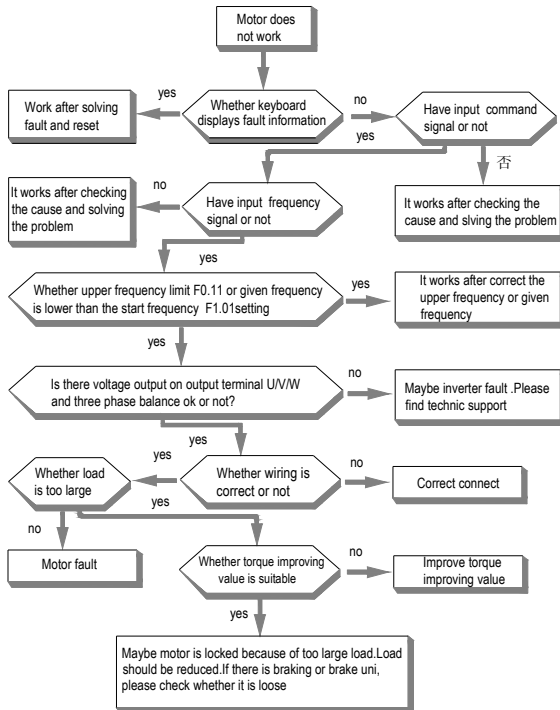 Motor does
not work
yes
Whether keyboard
displays fault information
no
Work after solving
fault and reset
Have input command
signal or not
yes
否
no
Have input frequency
signal or not
It works after checking
the cause and solving
the problem
It works after checking the
cause and slving the problem
yes
Whether upper frequency limit F0.11 or given frequency
is lower than the start frequency F1.01setting
yes
It works after correct the
upper frequency or given
frequency
yes
Is there voltage output on output terminal U/V/W
and three phase balance ok or not?
no
Maybe inverter fault .Please
find technic support
yes
Whether load
is too large
yes
Whether wiring is
correct or not
no
Correct connect
yes
no
Motor fault
Whether torque improving
value is suitable
no
Improve torque
improving value
yes
Maybe motor is locked because of too large load.Load
should be reduced.If there is braking or brake uni,
please check whether it is loose